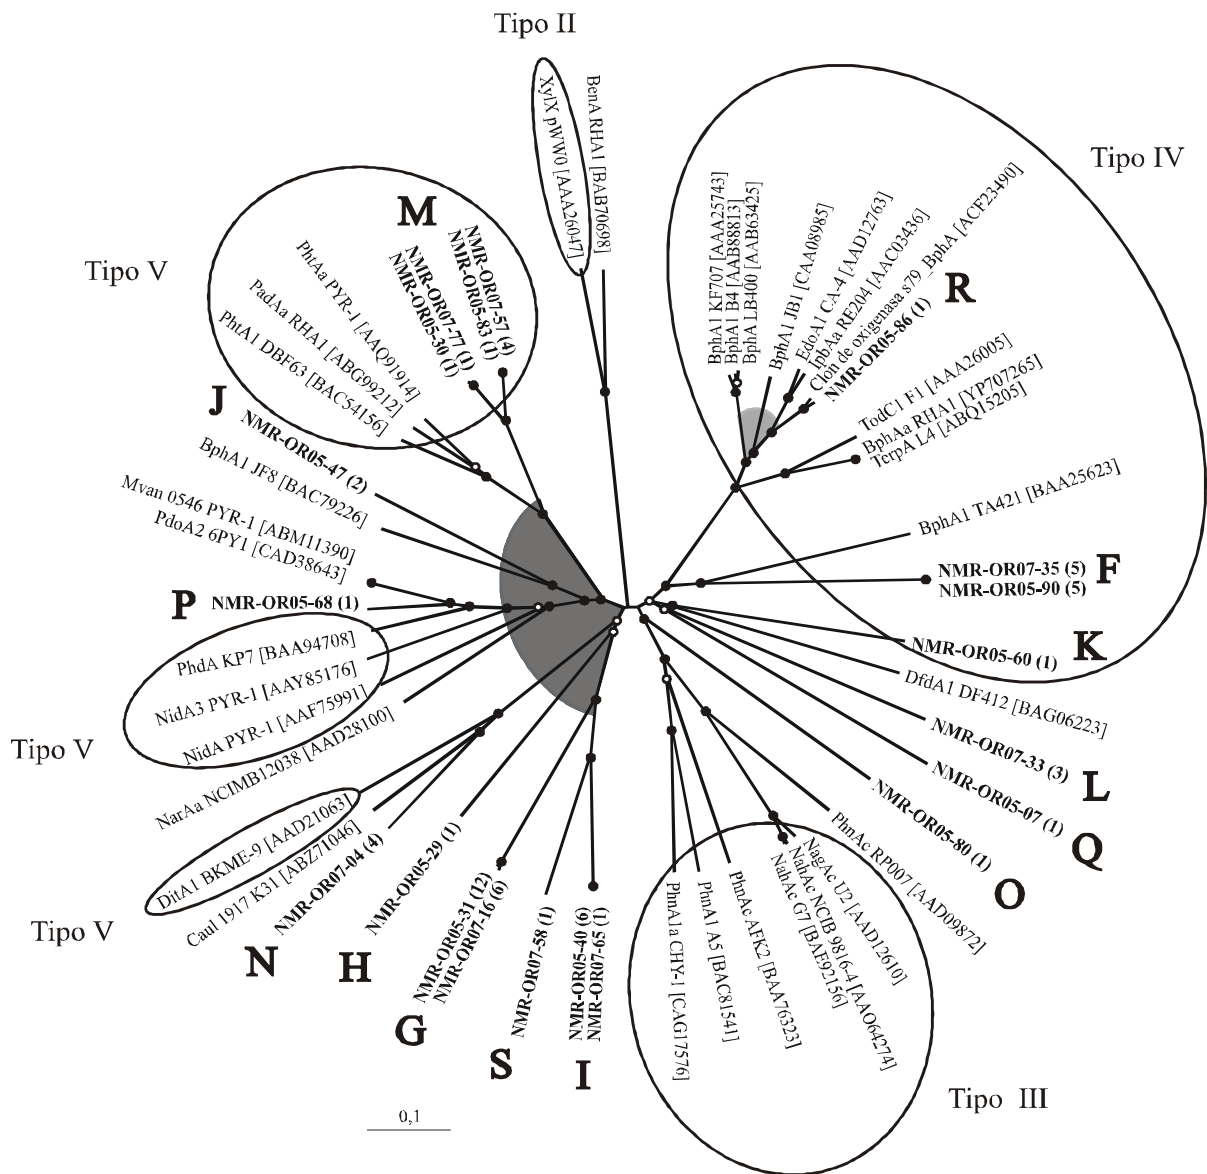 Tipo II
XylX pWW0 [AAA26047]
BenA RHA1 [BAB70698]
Tipo IV
BphA1 KF707 [AAA25743]
BphA1 B4 [AAB88813]
BphA LB400 [AAB63425]
BphA1 JB1 [CAA08985]
EdoA1 CA-4 [AAD12763]
IpbAa RE204 [AAC03436]
Clon de oxigenasa s79_BphA [ACF23490]
NMR-OR05-86 (1)
R
TodC1 F1 [AAA26005]
BphAa RHA1 [YP707265]
TcrpA L4 [ABQ15205]
BphA1 TA421 [BAA25623]
NMR-OR07-35 (5)
NMR-OR05-90 (5)
F
NMR-OR05-60 (1)
K
DfdA1 DF412 [BAG06223]
NMR-OR07-33 (3)
L
NMR-OR05-07 (1)
Q
NMR-OR05-80 (1)
O
PhnAc RP007 [AAD09872]
NagAc U2 [AAD12610]
NahAc NCIB 9816-4 [AAO64274]
NahAc G7 [BAE92156]
PhnAc AFK2 [BAA76323]
PhnA1 A5 [BAC81541]
PhnA1a CHY-1 [CAG17576]
Tipo III
NMR-OR05-40 (6)
NMR-OR07-65 (1)
I
NMR-OR07-58 (1)
S
NMR-OR05-31 (12)
NMR-OR07-16 (6)
G
NMR-OR05-29 (1)
H
NMR-OR07-04 (4)
N
Caul 1917 K31 [ABZ71046]
DitA1 BKME-9 [AAD21063]
Tipo V
NarAa NCIMB12038 [AAD28100]
NidA PYR-1 [AAF75991]
NidA3 PYR-1 [AAY85176]
PhdA KP7 [BAA94708]
Tipo V
NMR-OR05-68 (1)
P
PdoA2 6PY1 [CAD38643]
Mvan 0546 PYR-1 [ABM11390]
BphA1 JF8 [BAC79226]
NMR-OR05-47 (2)
J
PhtA1 DBF63 [BAC54156]
PadAa RHA1 [ABG99212]
PhtAa PYR-1 [AAQ91914]
NMR-OR05-30 (1)
NMR-OR07-77 (1)
NMR-OR05-83 (1)
NMR-OR07-57 (4)
M
Tipo V
0,1